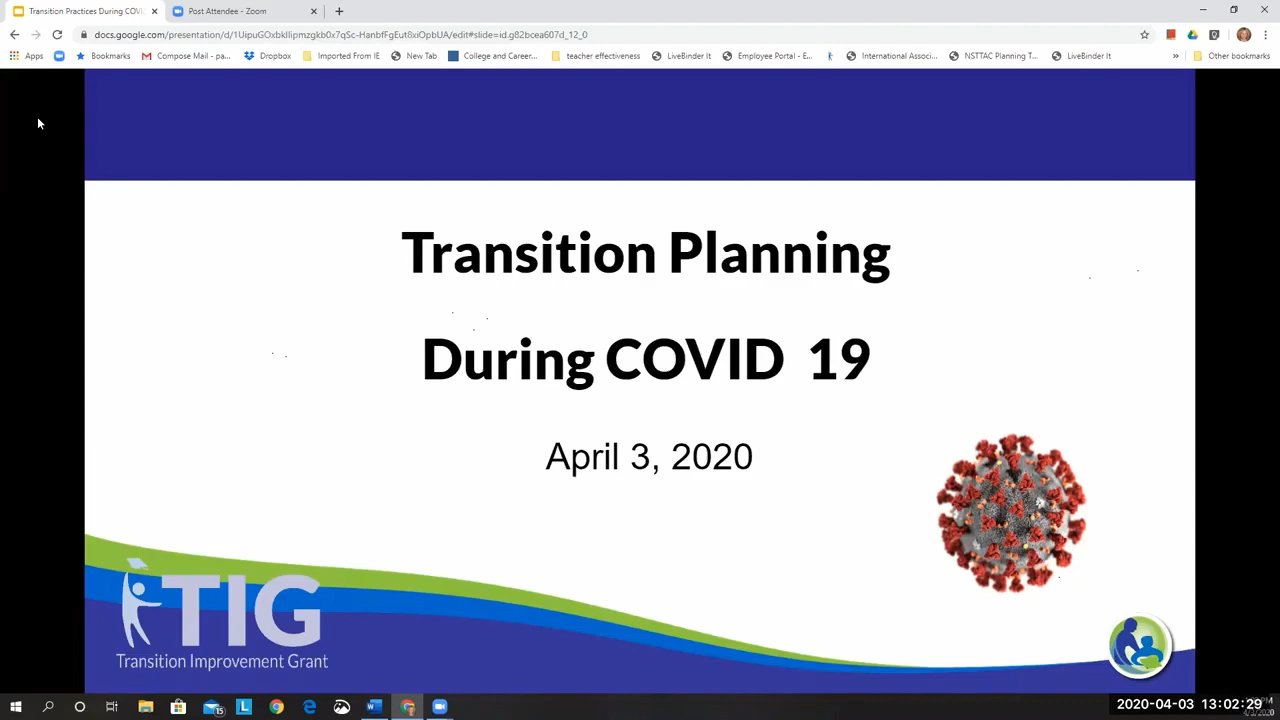 Transition Practices During COVI
Post Attendee - Zoom
docs.google.com/presentation/d/1UipuGOxbkIlipmzgkb0x7qSc-HanbfFgEut8xiOpbUA/edit#slide=id.g82bcea607d_12_0
Apps
Bookmarks
Compose Mail - pa...
Dropbox
Imported From IE
New Tab
College and Career...
teacher effectiveness
LiveBinder It
Employee Portal - E...
International Associ...
NSTTAC Planning T...
LiveBinder It
»
Other bookmarks
Transition Planning
During COVID 19
April 3, 2020
TIG
Transition Improvement Grant
15
2020-04-03 13:02:29